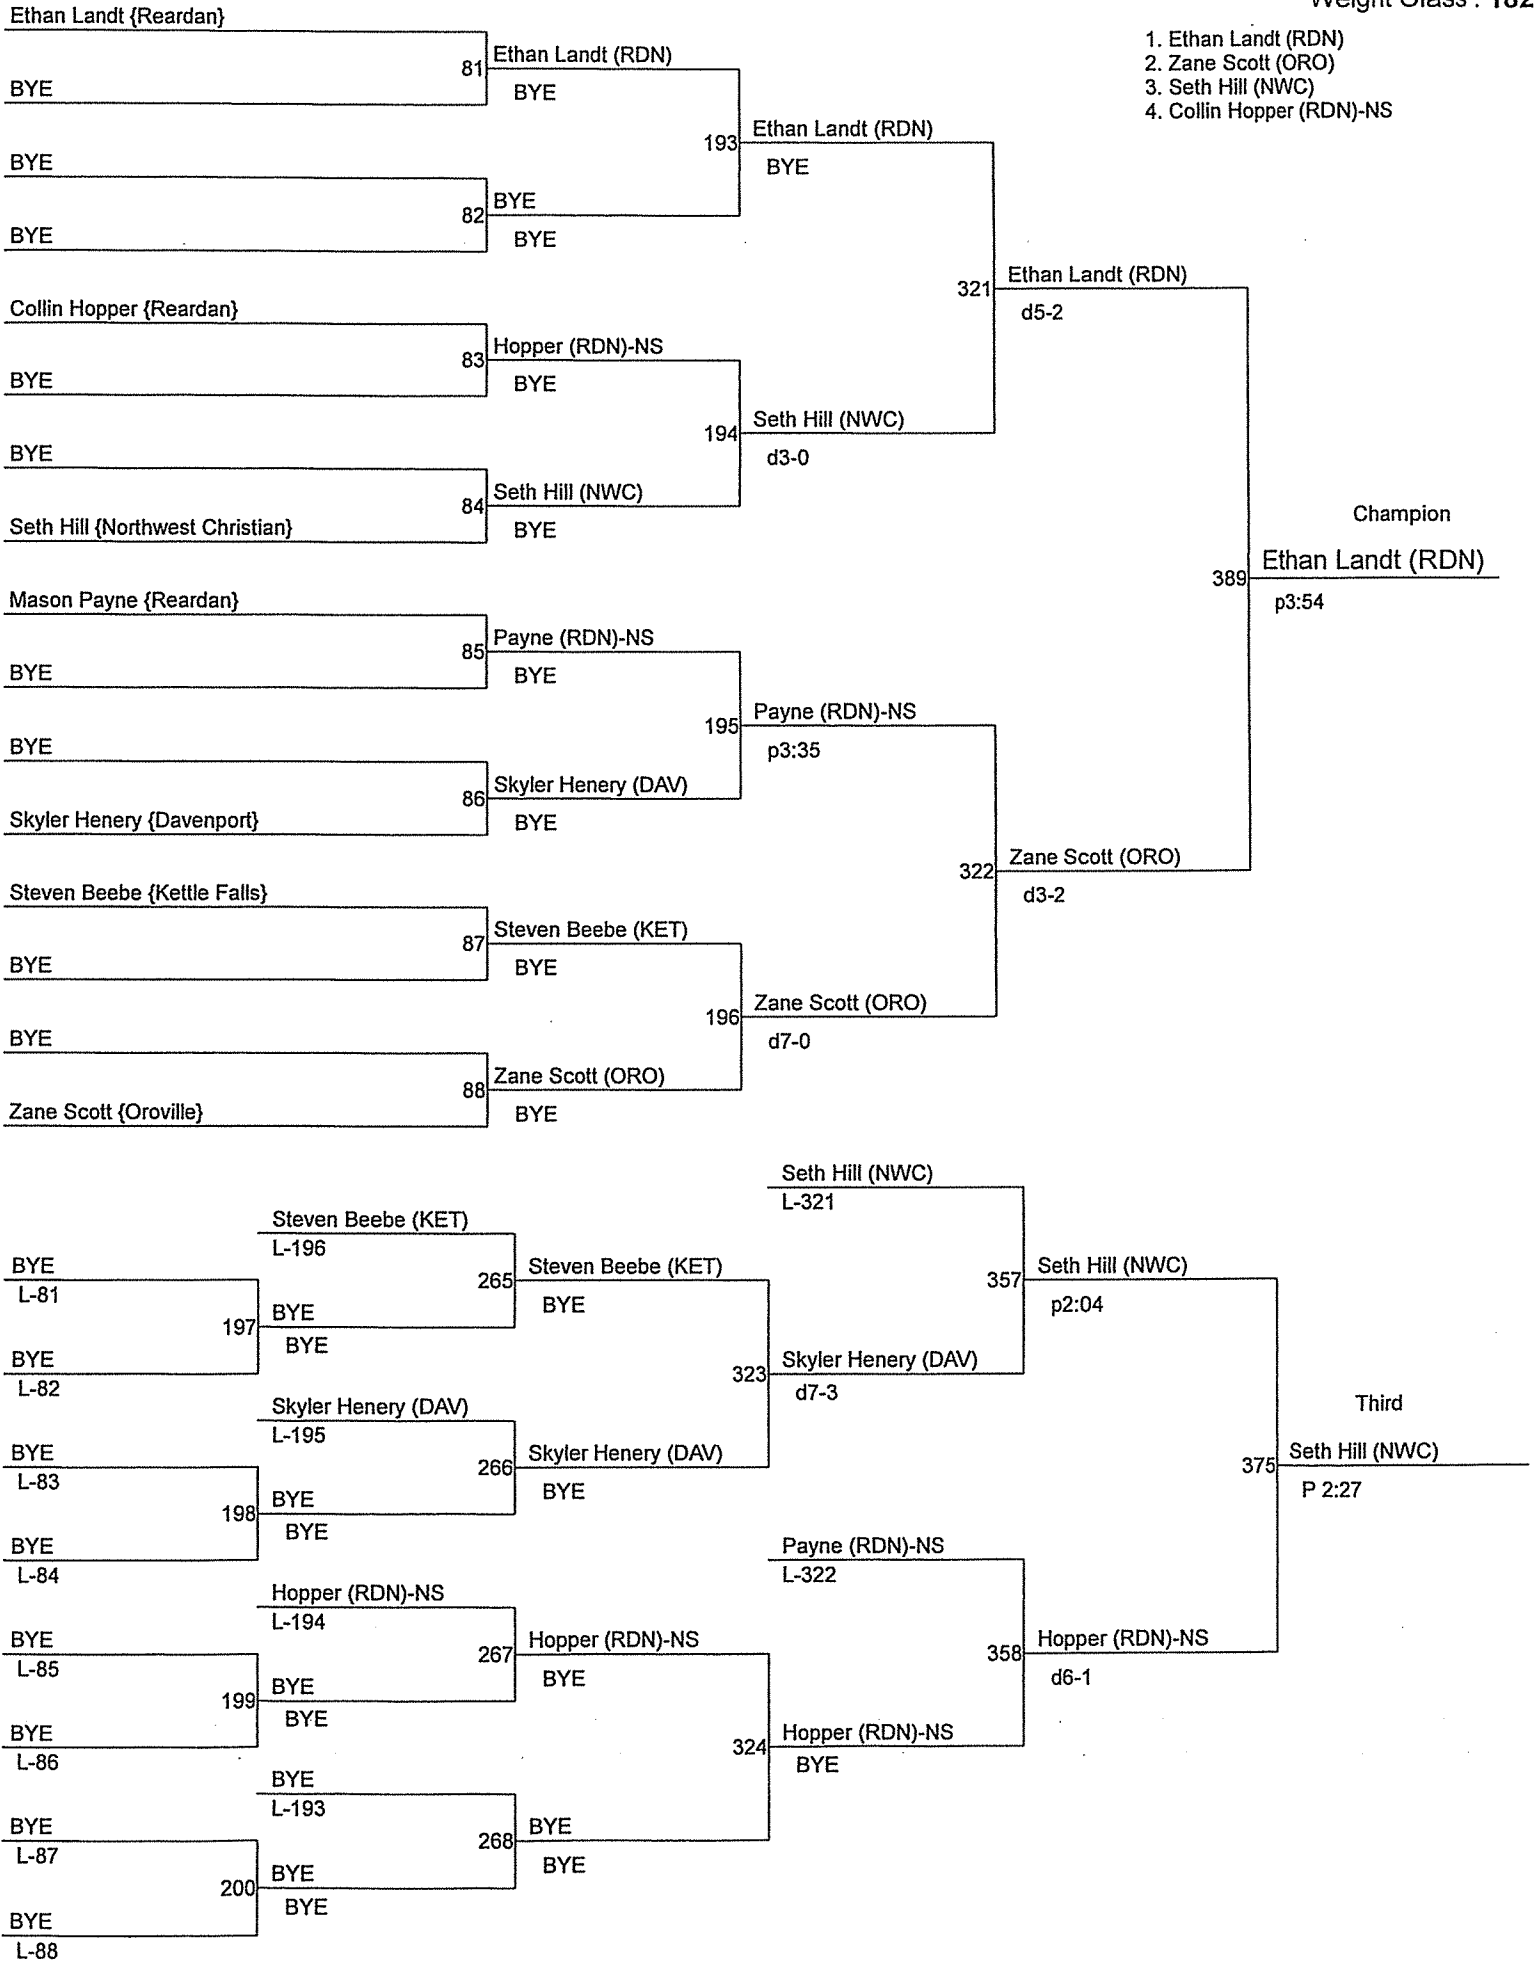 Weight Class : 182
1. Ethan Landt (RDN)
2. Zane Scott (ORO)
3. Seth Hill (NWC)
4. Collin Hopper (RDN)-NS
Ethan Landt {Reardan}
81
Ethan Landt (RDN)
BYE
BYE
193
Ethan Landt (RDN)
BYE
BYE
82
BYE
BYE
BYE
321
Ethan Landt (RDN)
d5-2
Collin Hopper {Reardan}
83
Hopper (RDN)-NS
BYE
BYE
194
Seth Hill (NWC)
d3-0
BYE
84
Seth Hill (NWC)
BYE
Seth Hill {Northwest Christian}
Champion
389
Ethan Landt (RDN)
p3:54
Mason Payne {Reardan}
85
Payne (RDN)-NS
BYE
BYE
195
Payne (RDN)-NS
p3:35
BYE
86
Skyler Henery (DAV)
BYE
Skyler Henery {Davenport}
322
Zane Scott (ORO)
d3-2
Steven Beebe {Kettle Falls}
87
Steven Beebe (KET)
BYE
BYE
196
Zane Scott (ORO)
d7-0
BYE
88
Zane Scott (ORO)
BYE
Zane Scott {Oroville}
Seth Hill (NWC)
L-321
Steven Beebe (KET)
L-196
BYE
L-81
265
Steven Beebe (KET)
BYE
357
Seth Hill (NWC)
p2:04
197
BYE
BYE
BYE
L-82
323
Skyler Henery (DAV)
d7-3
Skyler Henery (DAV)
L-195
BYE
L-83
266
Skyler Henery (DAV)
BYE
Third
375
Seth Hill (NWC)
P 2:27
198
BYE
BYE
BYE
L-84
Payne (RDN)-NS
L-322
Hopper (RDN)-NS
L-194
BYE
L-85
267
Hopper (RDN)-NS
BYE
358
Hopper (RDN)-NS
d6-1
199
BYE
BYE
BYE
L-86
324
Hopper (RDN)-NS
BYE
BYE
L-193
BYE
L-87
268
BYE
BYE
200
BYE
BYE
BYE
L-88